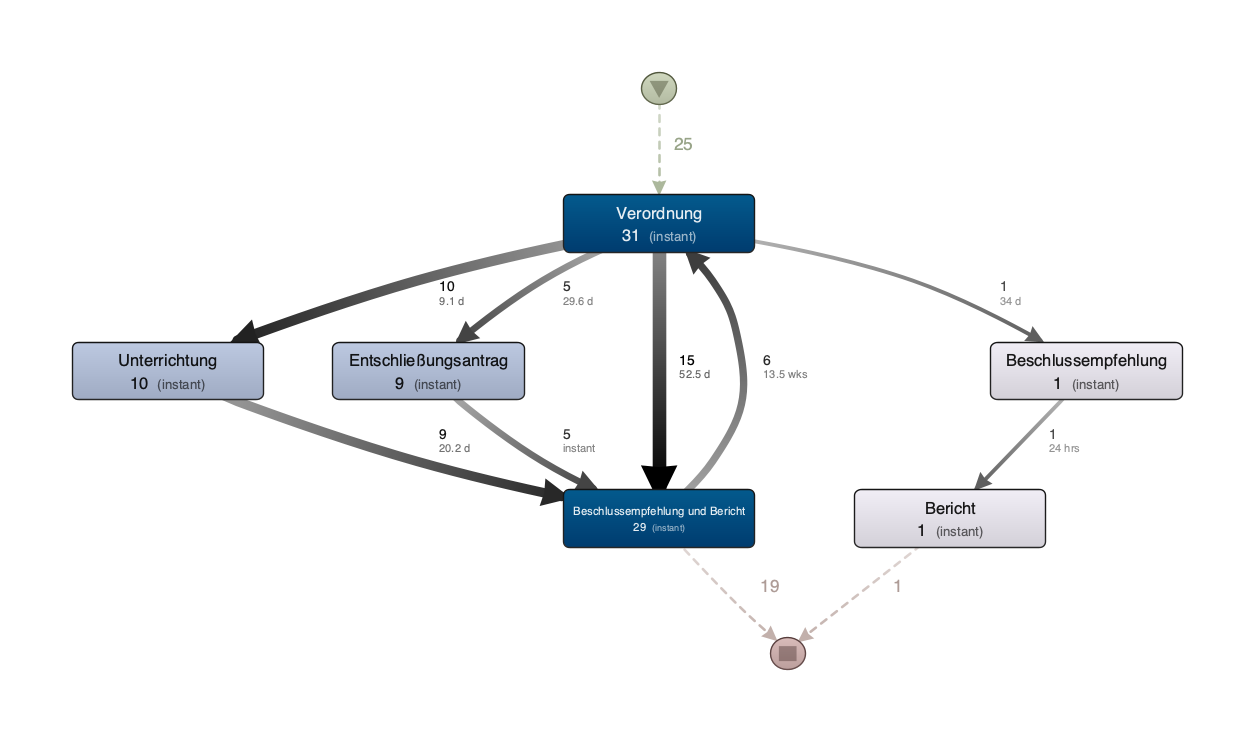 25
Verordnung
31 (instant)
10
9.1 d
5
29.6 d
1
34 d
Unterrichtung
10 (instant)
Entschließungsantrag
9 (instant)
15
52.5 d
6
13.5 wks
Beschlussempfehlung
1 (instant)
9
20.2 d
5
instant
1
24 hrs
Beschlussempfehlung und Bericht
29 (instant)
Bericht
1 (instant)
19
1